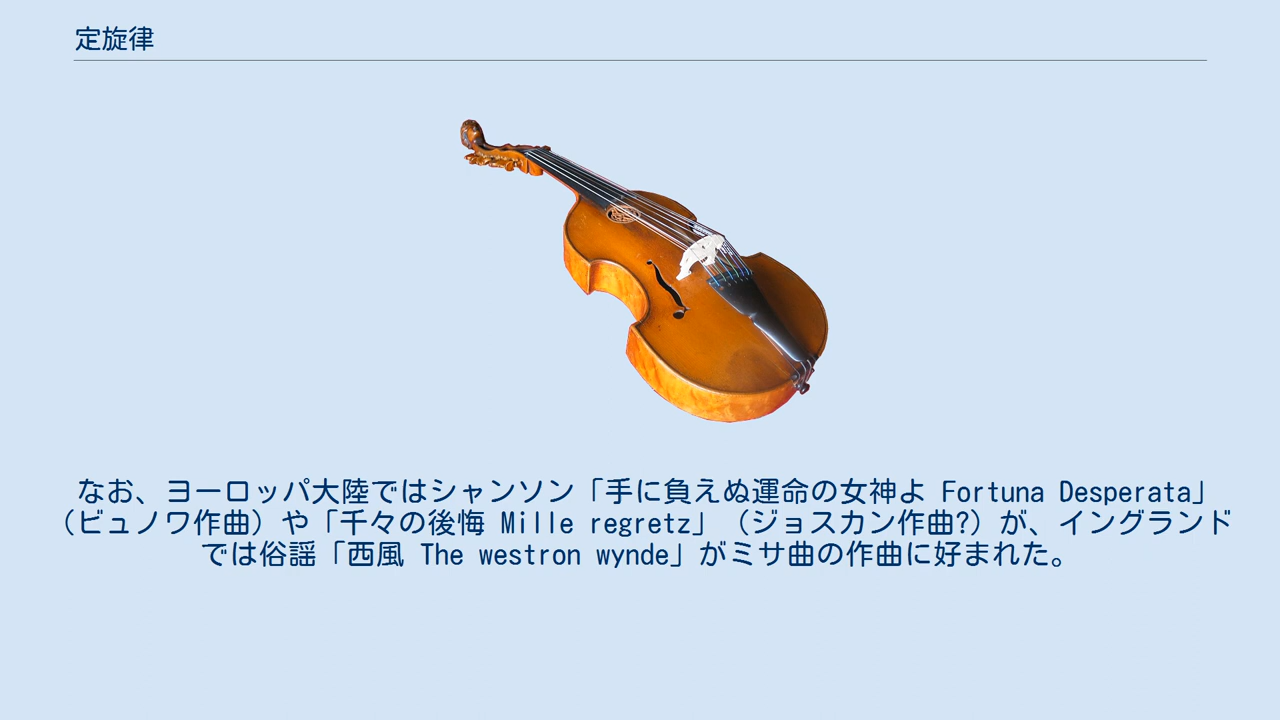 定旋律
なお、ヨーロッパ大陸ではシャンソン「手に負えぬ運命の女神よ Fortuna Desperata」
（ビュノワ作曲）や「千々の後悔 Mille regretz」（ジョスカン作曲?）が、イングランド
では俗謡「西風 The westron wynde」がミサ曲の作曲に好まれた。